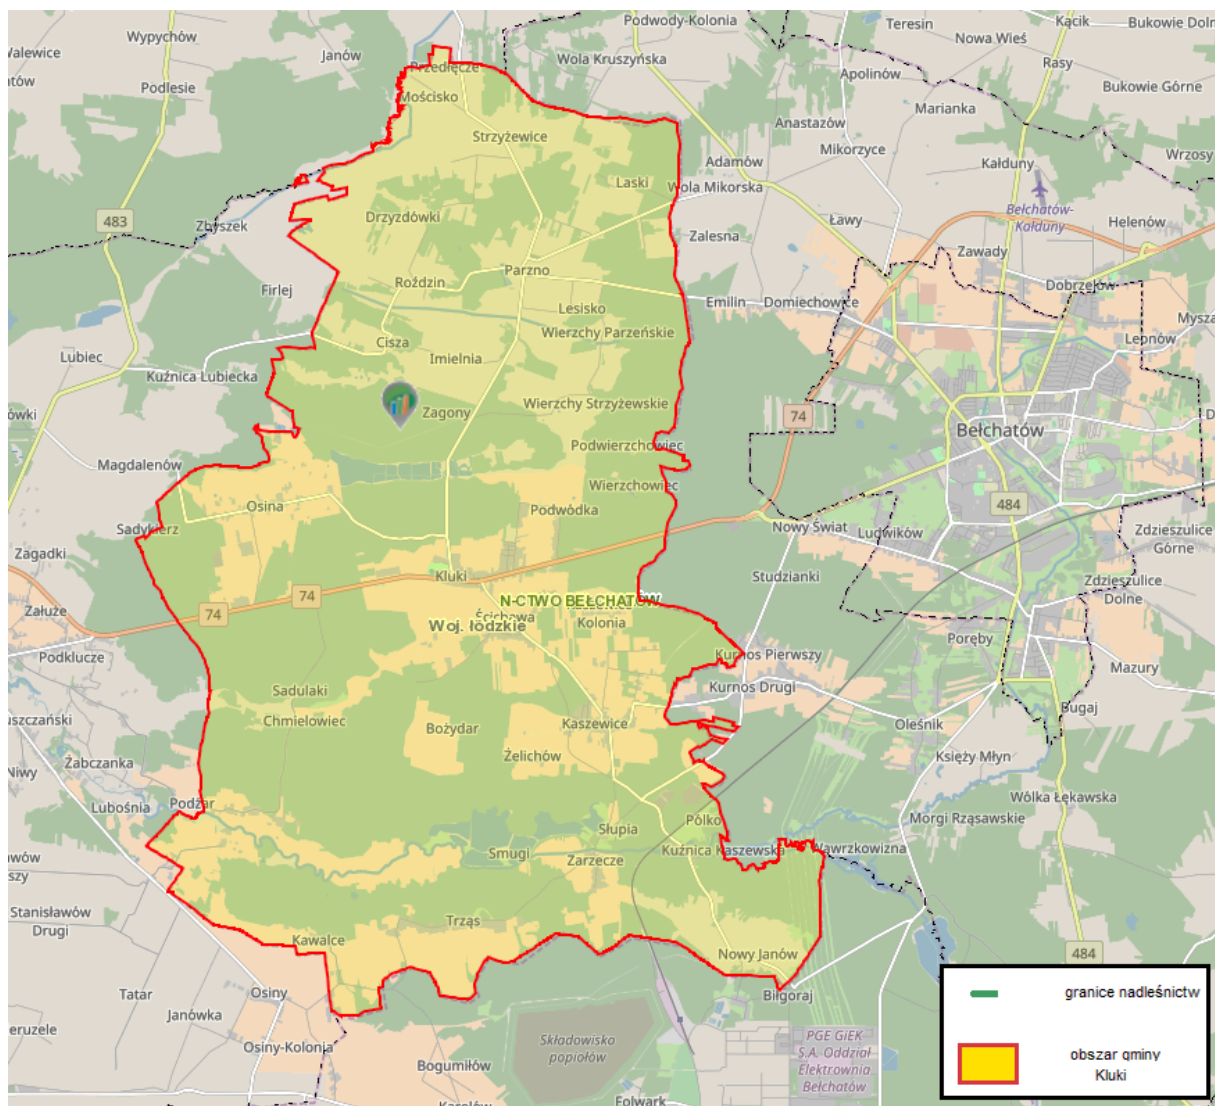 Podwody-Kolonia
Teresin
Kącik
Bukowie Doln
Wypychów
Nowa Wieś
Janów
Wola Kruszyńska
Rasy
Walewice
Przedłęcze
Apolinów
Bukowie Górne
Podlesie
Mościsko
Marianka
Anastazów
Strzyżewice
Mikorzyce
Wrzosy
Adamów
Kałduny
Laski
Wola Mikorska
483
Drzyzdówki
Ławy
Bełchatów-
Kałduny
Helenów
Zbyszek
Zalesna
Zawady
Parzno
Roździn
Dobrzelów
Firlej
Emilin
Domiechowice
Lesisko
Mysza
Wierzchy Parzeńskie
Cisza
Lepnów
Lubiec
Imielnia
Kuźnica Lubiecka
Zagony
Wierzchy Strzyżewskie
74
Bełchatów
Podwierzchowiec
Magdalenów
Wierzchowiec
Osina
Podwódka
484
Sadykierz
Nowy Świat
Ludwików
Zdzieszulice
Górne
Zagadki
Kluki
Studzianki
Zdzieszulice
Dolne
74
74
Załuże
N-CTWO BEŁCHATÓW
Kolonia
Ścichawa
Woj. łódzkie
Poręby
Podklucze
Kurnos Pierwszy
Mazury
Sadulaki
Kurnos Drugi
Bugaj
Chmielowiec
Bożydar
Kaszewice
Oleśnik
Żelichów
Księży Młyn
Żabczanka
Niwy
Lubośnia
Podżar
Wólka Łękawska
Słupia
Pólko
Morgi Rząsawskie
Smugi
Zarzecze
Kuźnica Kaszewska
Wawrzkowizna
Stanisławów
Drugi
Trząs
Kawalce
Nowy Janów
484
Tatar
Osiny
Biłgoraj
Janówka
Składowisko
popiołów
PGE GiEK
S.A. Oddział
Elektrownia
Bełchatów
Osiny-Kolonia
Bogumiłów
Folwark
granice nadleśnictw
obszar gminy
Kluki